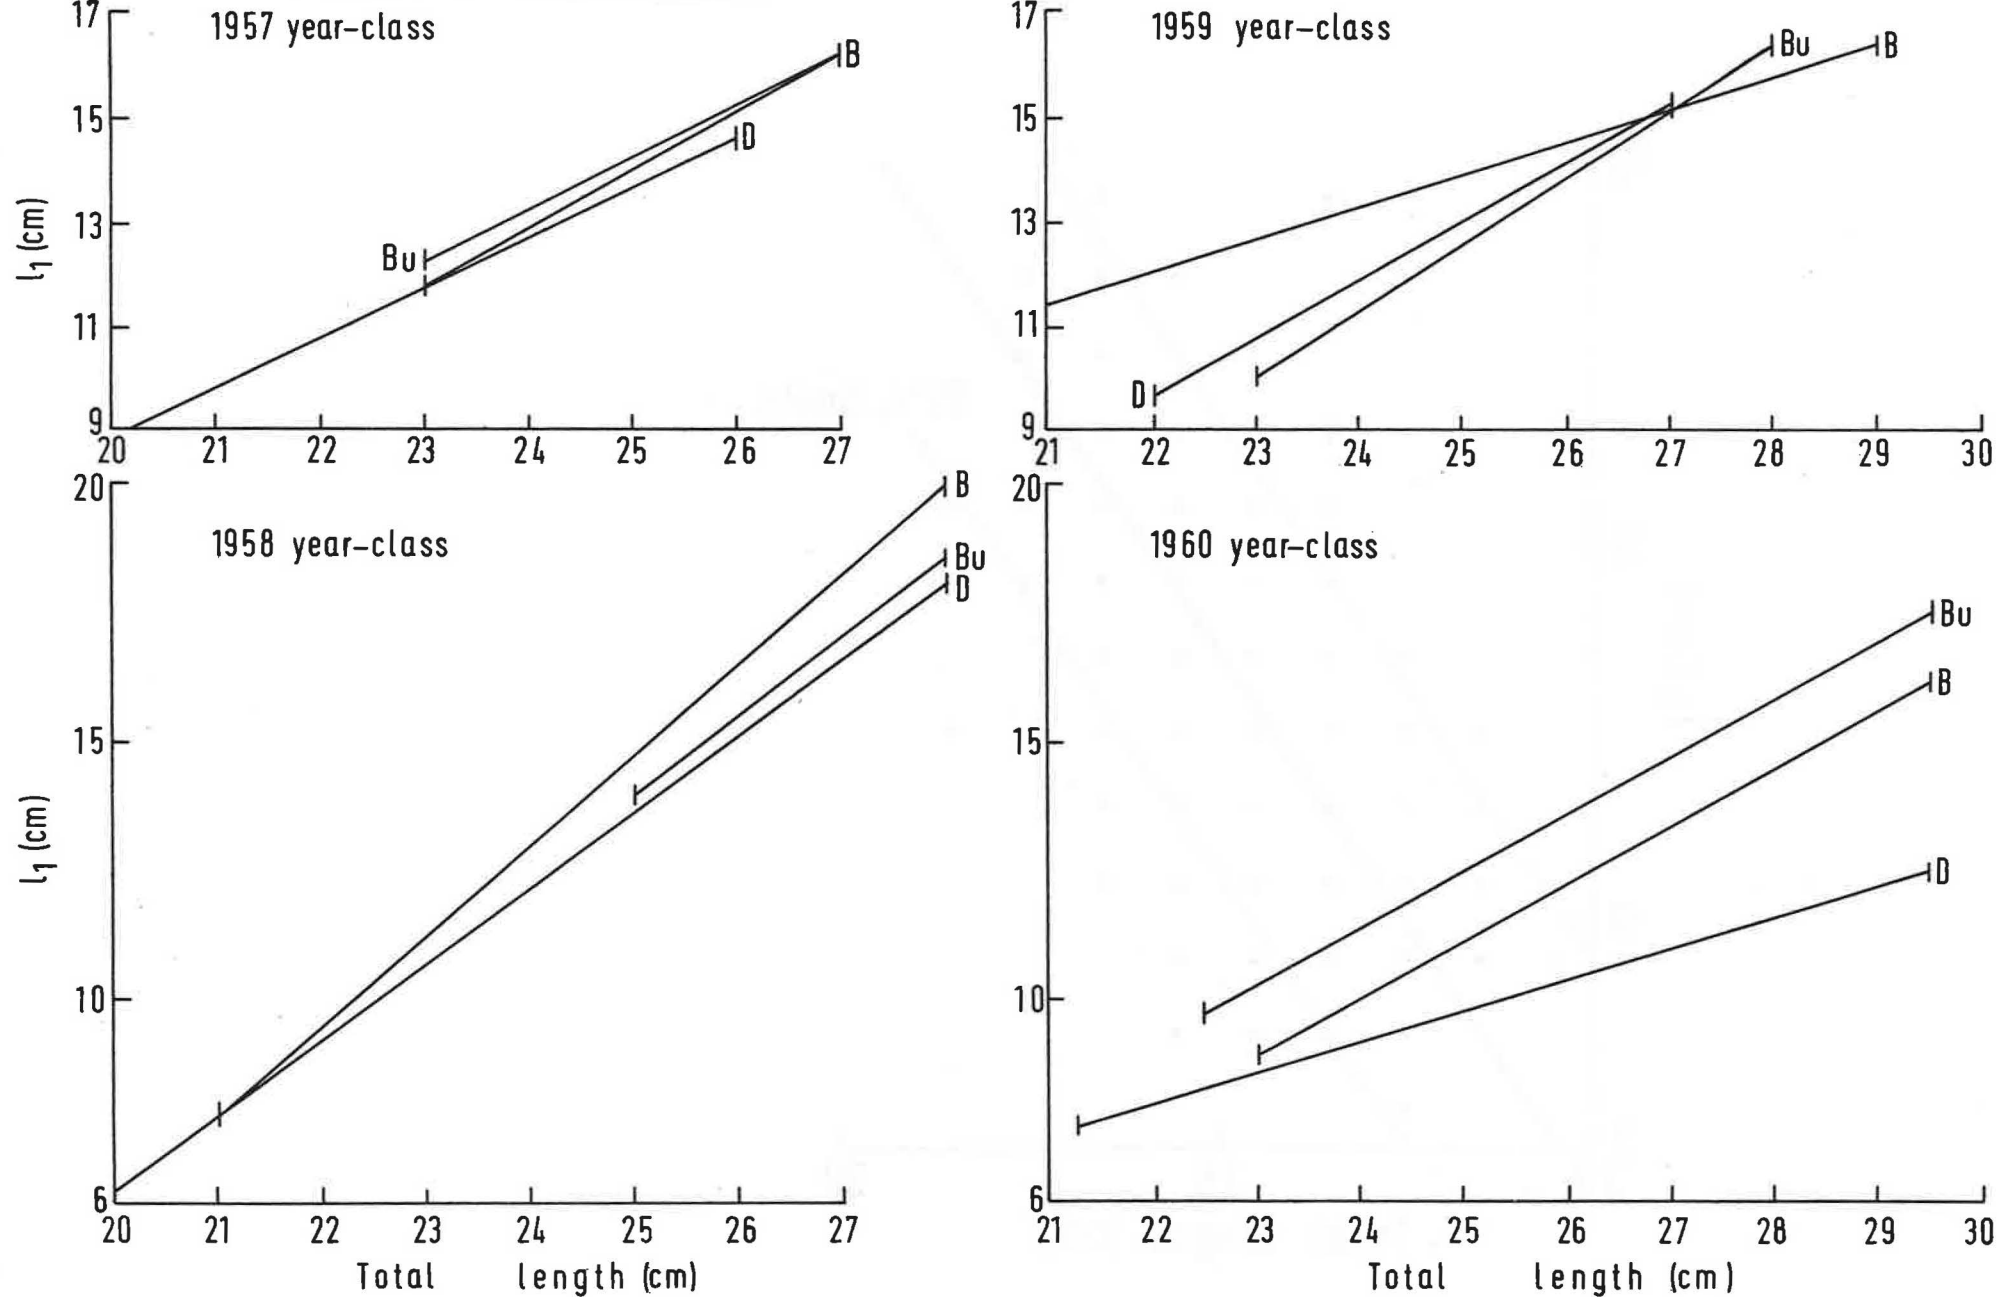 1957 year-class
17
15
13
11
9
l1 (cm)
B
D
Bu
20 21 22 23 24 25 26 27
1959 year-class
17
15
13
11
9
Bu
B
D
21 22 23 24 25 26 27 28 29 30
1958 year-class
20
15
10
6
l1 (cm)
B
Bu
D
20 21 22 23 24 25 26 27
Total length (cm)
1960 year-class
20
15
10
6
Bu
B
D
21 22 23 24 25 26 27 28 29 30
Total length (cm)